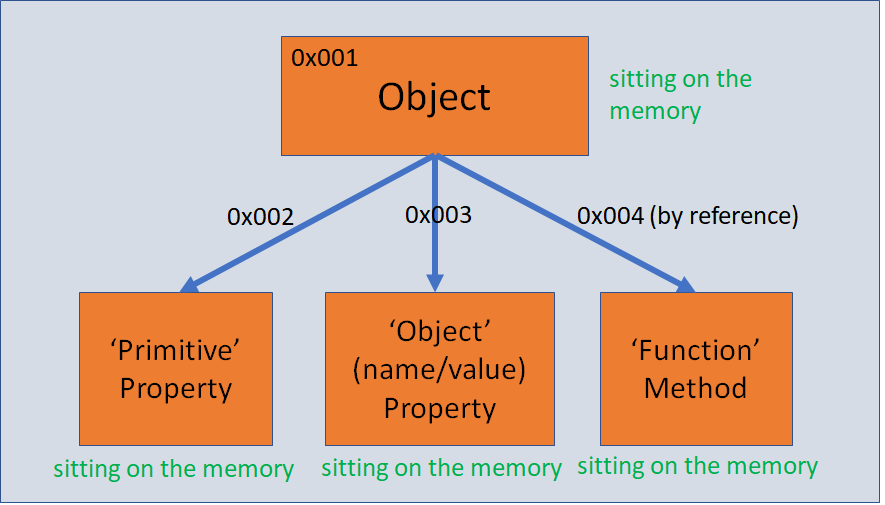 0x001
Object
sitting on the
memory
0x002
0x003
0x004 (by reference)
‘Primitive’
Property
‘Object’
(name/value)
Property
‘Function’
Method
sitting on the memory
sitting on the memory
sitting on the memory